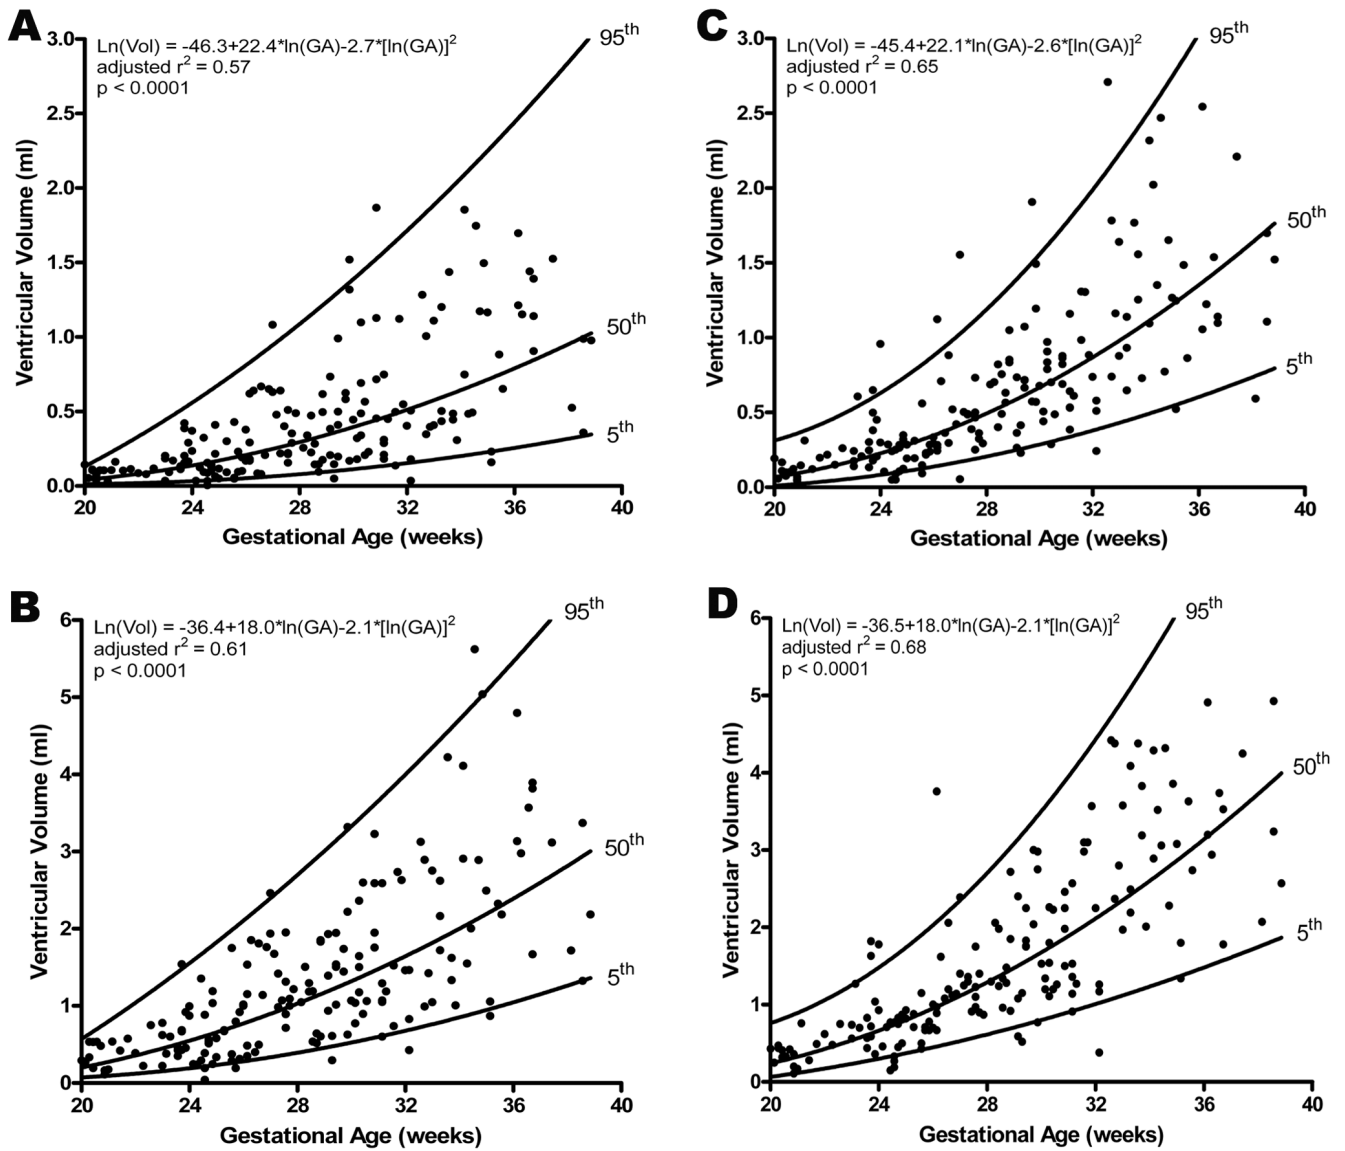 A
Ln(Vol) = -46.3+22.4*ln(GA)-2.7*[ln(GA)]²
adjusted r² = 0.57
p < 0.0001
95th
50th
5th
Ventricular Volume (ml)
3.0
2.5
2.0
1.5
1.0
0.5
0.0
20 24 28 32 36 40
Gestational Age (weeks)
C
Ln(Vol) = -45.4+22.1*ln(GA)-2.6*[ln(GA)]²
adjusted r² = 0.65
p < 0.0001
95th
50th
5th
Ventricular Volume (ml)
3.0
2.5
2.0
1.5
1.0
0.5
0.0
20 24 28 32 36 40
Gestational Age (weeks)
B
Ln(Vol) = -36.4+18.0*ln(GA)-2.1*[ln(GA)]²
adjusted r² = 0.61
p < 0.0001
95th
50th
5th
Ventricular Volume (ml)
6
5
4
3
2
1
0
20 24 28 32 36 40
Gestational Age (weeks)
D
Ln(Vol) = -36.5+18.0*ln(GA)-2.1*[ln(GA)]²
adjusted r² = 0.68
p < 0.0001
95th
50th
5th
Ventricular Volume (ml)
6
5
4
3
2
1
0
20 24 28 32 36 40
Gestational Age (weeks)